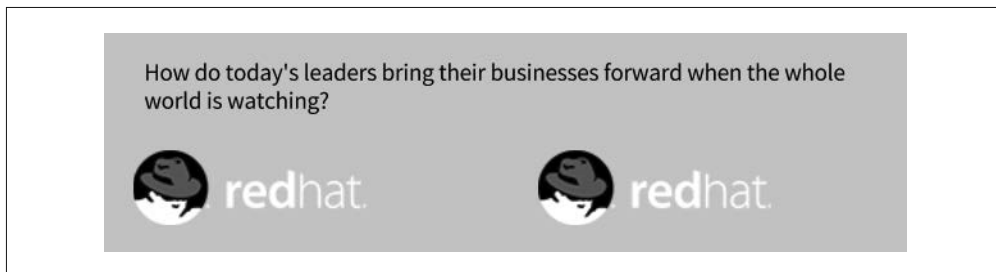 How do today's leaders bring their businesses forward when the whole
world is watching?
redhat. redhat.